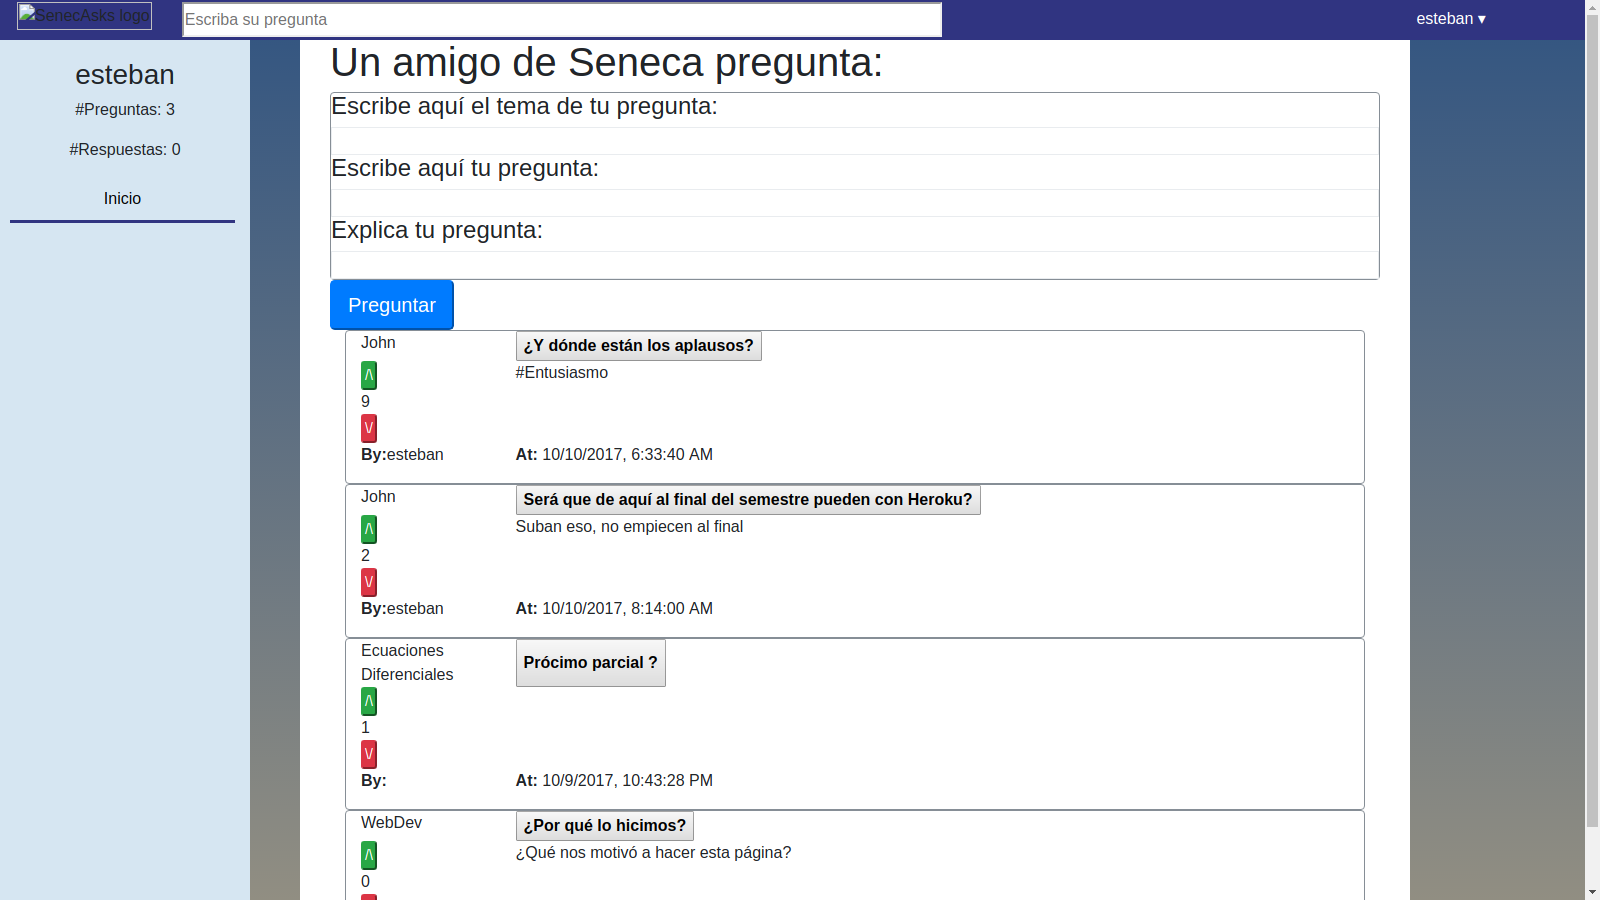 SenecAsks logo
Escriba su pregunta
esteban ▾
esteban
#Preguntas: 3
#Respuestas: 0
Inicio
Un amigo de Seneca pregunta:
Escribe aquí el tema de tu pregunta:
Escribe aquí tu pregunta:
Explica tu pregunta:
Preguntar
John
¿Y dónde están los aplausos?
/\
#Entusiasmo
9
\/
By:esteban
At: 10/10/2017, 6:33:40 AM
John
Será que de aquí al final del semestre pueden con Heroku?
/\
Suban eso, no empiecen al final
2
\/
By:esteban
At: 10/10/2017, 8:14:00 AM
Ecuaciones
Diferenciales
Prócimo parcial ?
/\
1
\/
By:
At: 10/9/2017, 10:43:28 PM
WebDev
¿Por qué lo hicimos?
/\
¿Qué nos motivó a hacer esta página?
0